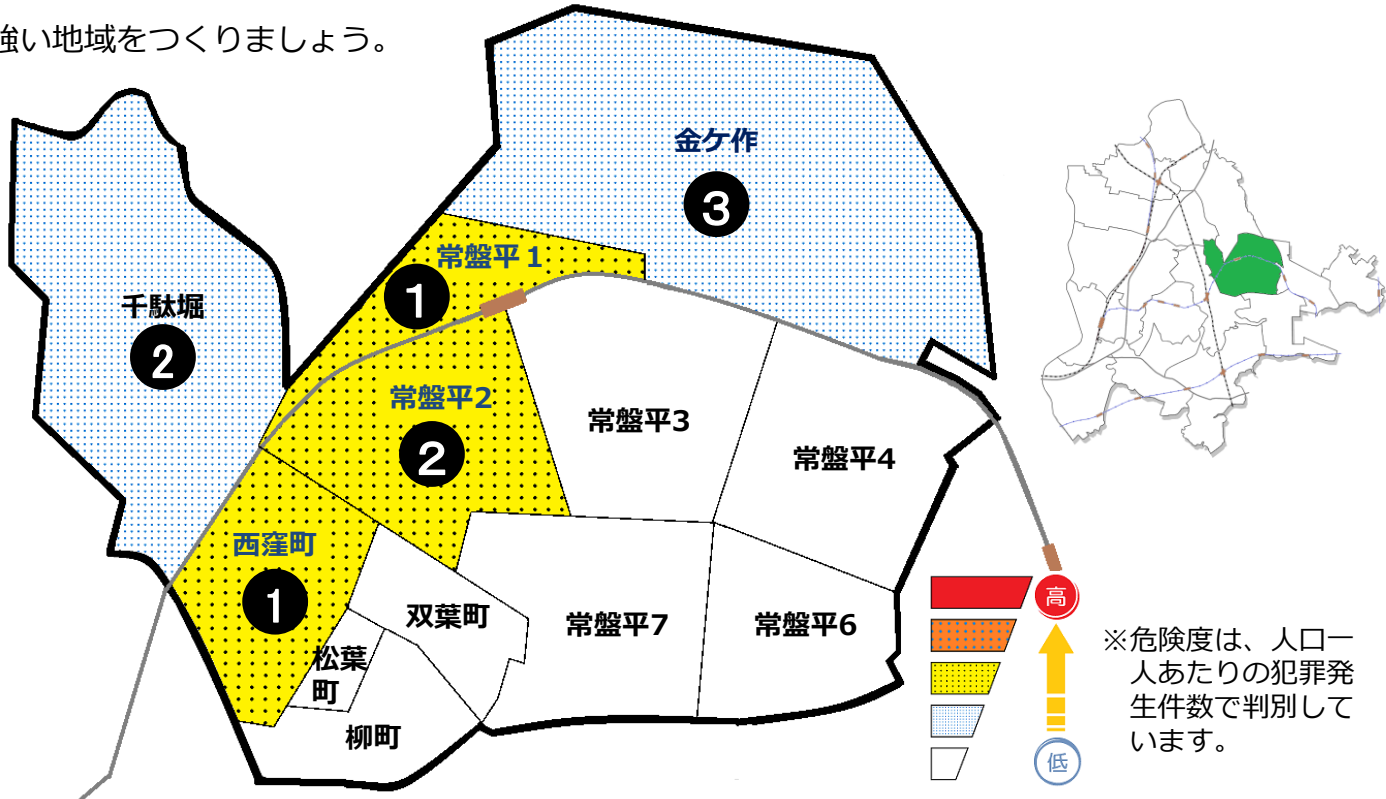 強い地域をつくりましょう。
金ケ作
3
常盤平１
1
千駄堀
2
常盤平2
2
常盤平3
常盤平4
西窪町
1
双葉町
常盤平7
常盤平6
松葉
町
柳町
高
低
※危険度は、人口一
人あたりの犯罪発
生件数で判別して
います。